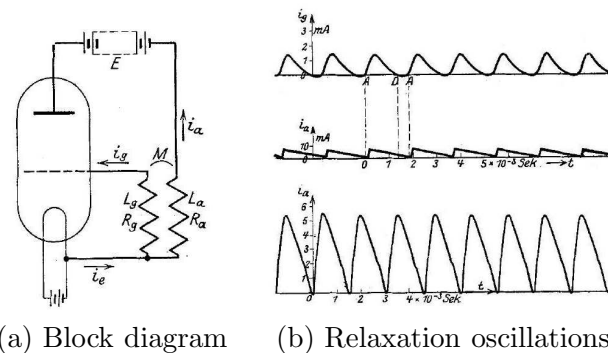 E
i_a
i_g
M
L_g
L_a
R_g
R_a
i_e
i_g
mA
3
2
1
0
A D A
i_a
mA
10
0
0 1 2 3 4 5 × 10⁻³ Sek. → t
i_a
6
5
4
3
2
1
0 1 2 3 4 × 10⁻³ Sek
t
(a) Block diagram
(b) Relaxation oscillations